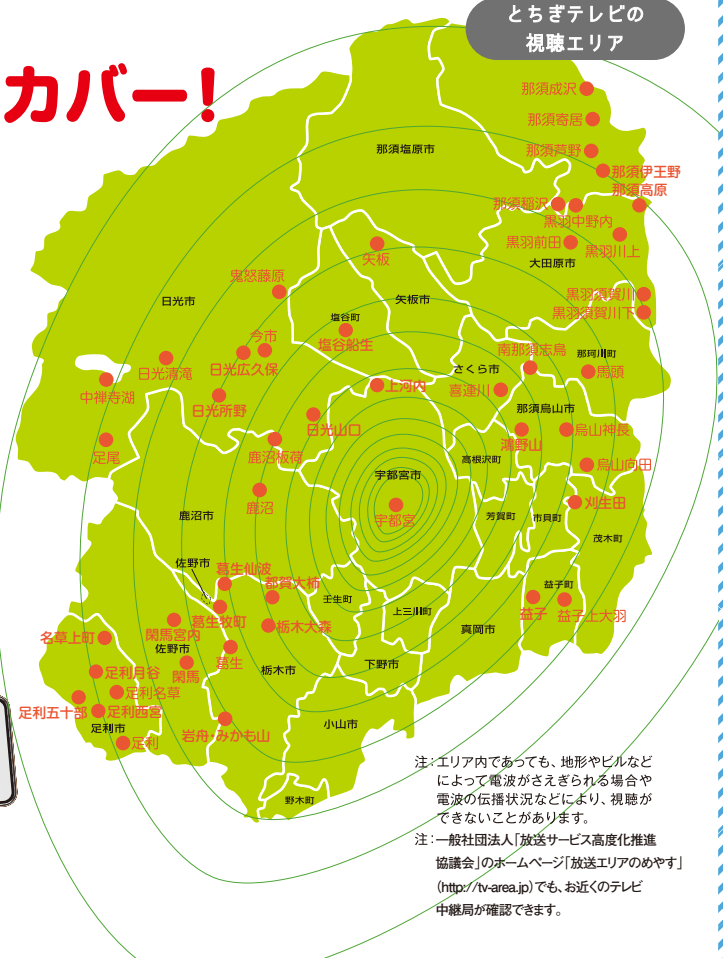 とちぎテレビの
視聴エリア
カバー!
那須成沢
那須寄居
那須塩原市
那須芦野
那須伊王野
那須高原
那須稲沢
黒羽中野内
黒羽前田
黒羽川上
矢板
大田原市
鬼怒藤原
日光市
矢板市
黒羽須賀川
黒羽須賀川下
塩谷町
塩谷船生
今市
南那須志鳥
那珂川町
日光清滝
日光広久保
さくら市
馬頭
中禅寺湖
上河内
喜連川
日光所野
那須烏山市
日光山口
鴻野山
烏山神長
足尾
鹿沼板荷
高根沢町
烏山向田
宇都宮市
鹿沼
刈生田
宇都宮
鹿沼市
芳賀町
市貝町
茂木町
佐野市
葛生仙波
都賀大柿
壬生町
益子町
葛生牧町
上三川町
益子
益子上大羽
名草上町
閑馬宮内
栃木大森
真岡市
佐野市
葛生
閑馬
栃木市
下野市
足利月谷
足利名草
足利五十部
足利西宮
足利市
岩舟・みかも山
小山市
足利
野木町
注:エリア内であっても、地形やビルなど
によって電波がさえぎられる場合や
電波の伝播状況などにより、視聴が
できないことがあります。
注:一般社団法人「放送サービス高度化推進
協議会」のホームページ「放送エリアのめやす」
(http://tv-area.jp)でも、お近くのテレビ
中継局が確認できます。